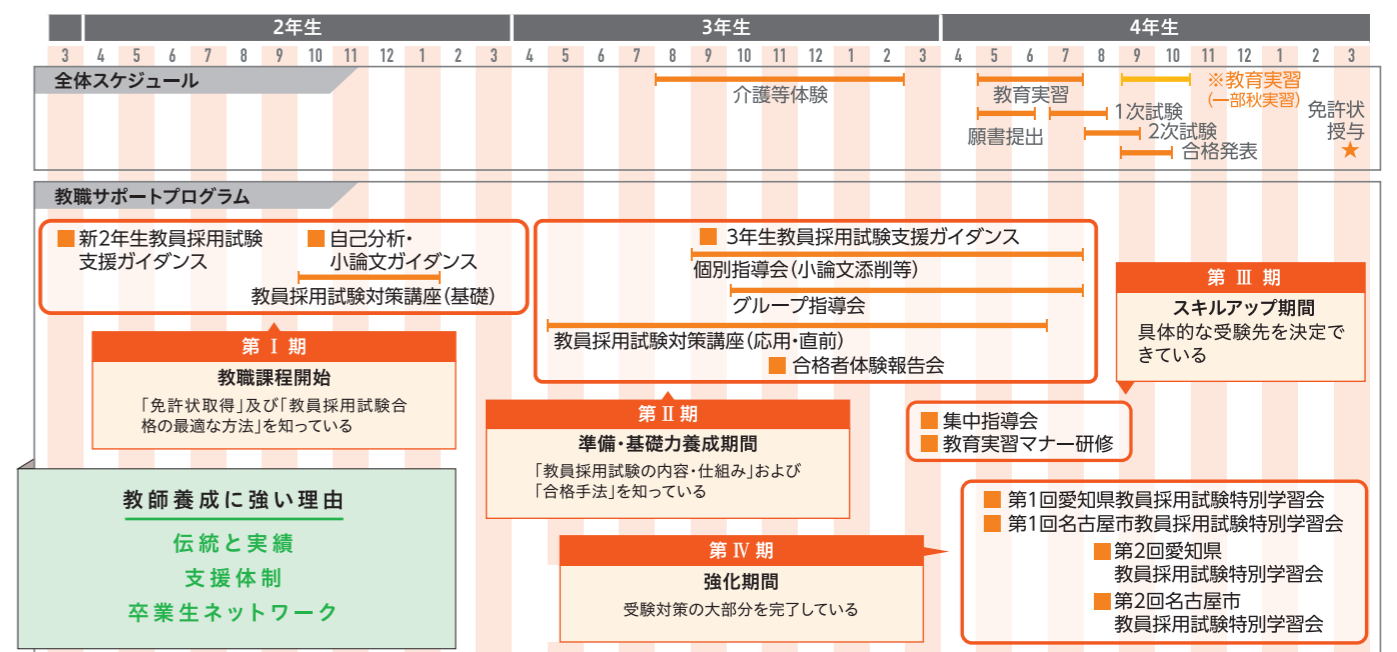 2年生
3年生
4年生
3 4 5 6 7 8 9 10 11 12 1 2 3 4 5 6 7 8 9 10 11 12 1 2 3 4 5 6 7 8 9 10 11 12 1 2 3
全体スケジュール
介護等体験
教育実習
願書提出
1次試験
2次試験
合格発表
※教育実習
(一部秋実習)
免許状
授与
★
教職サポートプログラム
■新2年生教員採用試験
支援ガイダンス
■自己分析・
小論文ガイダンス
教員採用試験対策講座(基礎)
第 Ⅰ 期
教職課程開始
「免許状取得」及び「教員採用試験合
格の最適な方法」を知っている
■ 3年生教員採用試験支援ガイダンス
個別指導会(小論文添削等)
グループ指導会
教員採用試験対策講座(応用・直前)
■合格者体験報告会
第 Ⅱ 期
準備・基礎力養成期間
「教員採用試験の内容・仕組み」および
「合格手法」を知っている
第 Ⅲ 期
スキルアップ期間
具体的な受験先を決定で
きている
■集中指導会
■教育実習マナー研修
第 Ⅳ 期
強化期間
受験対策の大部分を完了している
■第1回愛知県教員採用試験特別学習会
■第1回名古屋市教員採用試験特別学習会
■第2回愛知県
教員採用試験特別学習会
■第2回名古屋市
教員採用試験特別学習会
教師養成に強い理由
伝統と実績
支援体制
卒業生ネットワーク